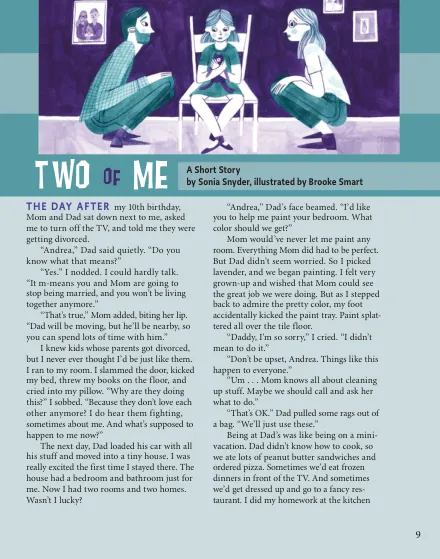 TWO OF ME
A Short Story
by Sonia Snyder, illustrated by Brooke Smart
THE DAY AFTER my 10th birthday,
Mom and Dad sat down next to me, asked
me to turn off the TV, and told me they were
getting divorced.
“Andrea,” Dad said quietly. “Do you
know what that means?”
“Yes.” I nodded. I could hardly talk.
“It m-means you and Mom are going to
stop being married, and you won’t be living
together anymore.”
“That’s true,” Mom added, biting her lip.
“Dad will be moving, but he’ll be nearby, so
you can spend lots of time with him.”
I knew kids whose parents got divorced,
but I never ever thought I’d be just like them.
I ran to my room. I slammed the door, kicked
my bed, threw my books on the floor, and
cried into my pillow. “Why are they doing
this?” I sobbed. “Because they don’t love each
other anymore? I do hear them fighting,
sometimes about me. And what’s supposed to
happen to me now?”
The next day, Dad loaded his car with all
his stuff and moved into a tiny house. I was
really excited the first time I stayed there. The
house had a bedroom and bathroom just for
me. Now I had two rooms and two homes.
Wasn’t I lucky?
“Andrea,” Dad’s face beamed. “I’d like
you to help me paint your bedroom. What
color should we get?”
Mom would’ve never let me paint any
room. Everything Mom did had to be perfect.
But Dad didn’t seem worried. So I picked
lavender, and we began painting. I felt very
grown-up and wished that Mom could see
the great job we were doing. But as I stepped
back to admire the pretty color, my foot
accidentally kicked the paint tray. Paint splat-
tered all over the tile floor.
“Daddy, I’m so sorry,” I cried. “I didn’t
mean to do it.”
“Don’t be upset, Andrea. Things like this
happen to everyone.”
“Um . . . Mom knows all about cleaning
up stuff. Maybe we should call and ask her
what to do.”
“That’s OK.” Dad pulled some rags out of
a bag. “We’ll just use these.”
Being at Dad’s was like being on a mini-
vacation. Dad didn’t know how to cook, so
we ate lots of peanut butter sandwiches and
ordered pizza. Sometimes we’d eat frozen
dinners in front of the TV. And sometimes
we’d get dressed up and go to a fancy res-
taurant. I did my homework at the kitchen
9